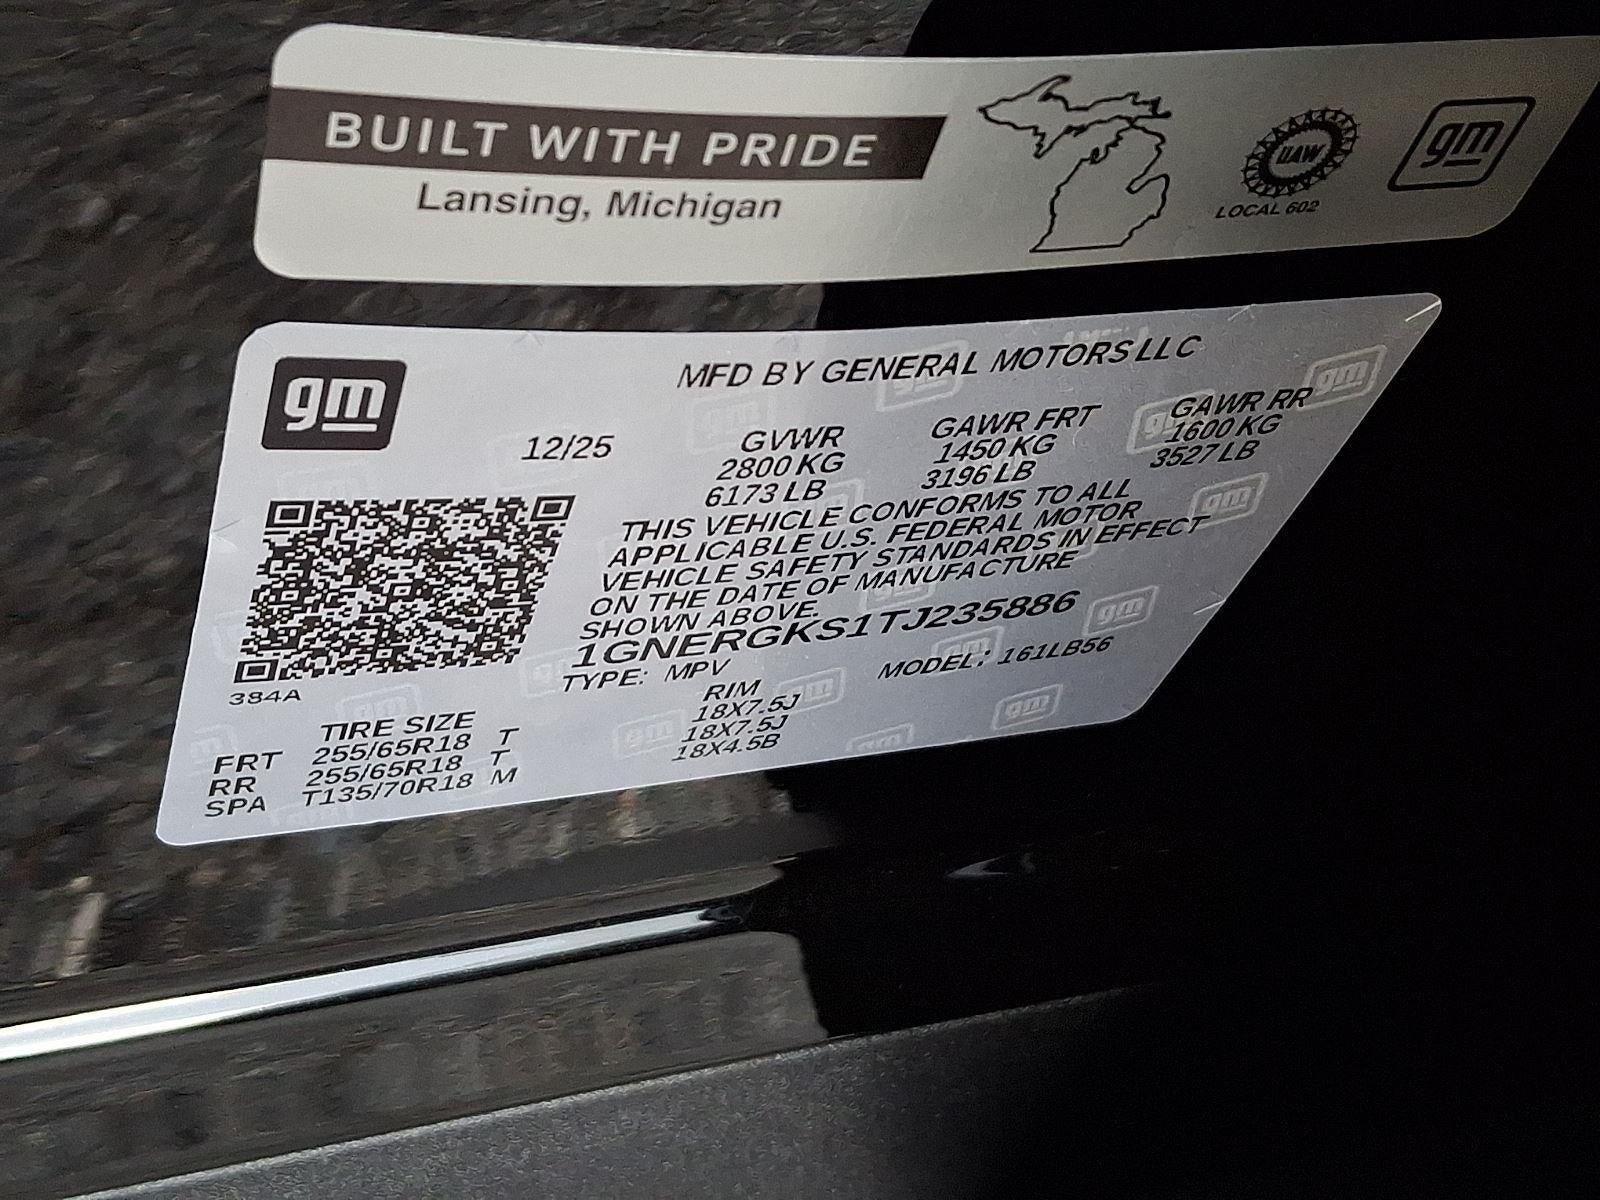 BUILT WITH PRIDE
Lansing, Michigan
UAW
LOCAL 602
gm
gm
MFD BY GENERAL MOTORS LLC
12/25 GVWR GAWR FRT GAWR RR
2800 KG 1450 KG 1600 KG
6173 LB 3196 LB 3527 LB
THIS VEHICLE CONFORMS TO ALL
APPLICABLE U.S. FEDERAL MOTOR
VEHICLE SAFETY STANDARDS IN EFFECT
ON THE DATE OF MANUFACTURE
SHOWN ABOVE.
1GNERGKS1TJ235886
TYPE: MPV MODEL: 161LB56
384A
TIRE SIZE RIM
FRT 255/65R18 T 18X7.5J
RR 255/65R18 T 18X7.5J
SPA T135/70R18 M 18X4.5B